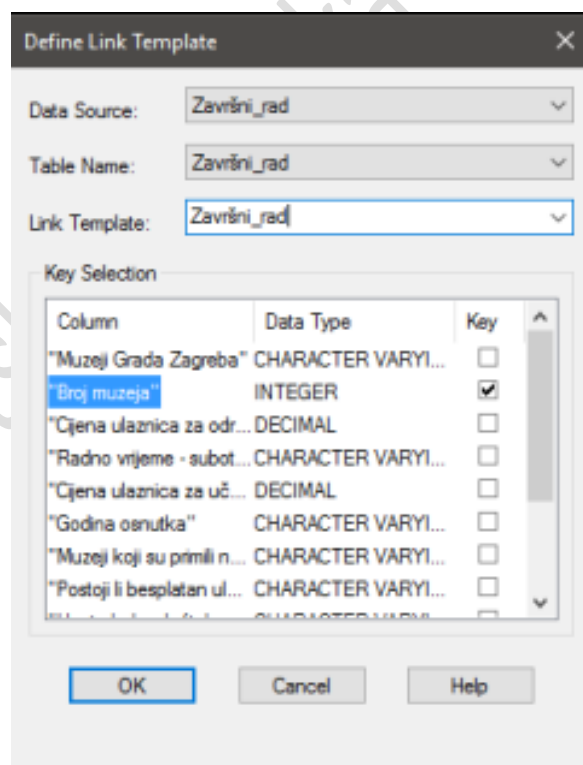 Define Link Template
Data Source: Završni_rad
Table Name: Završni_rad
Link Template: Završni_rad
Key Selection
Column Data Type Key
"Muzeji Grada Zagreba" CHARACTER VARYI...
"Broj muzeja" INTEGER
"Cijena ulaznica za odr... DECIMAL
"Radno vrijeme - subot... CHARACTER VARYI...
"Cijena ulaznica za uč... DECIMAL
"Godina osnutka" CHARACTER VARYI...
"Muzeji koji su primili n... CHARACTER VARYI...
"Postoji li besplatan ul... CHARACTER VARYI...
OK Cancel Help